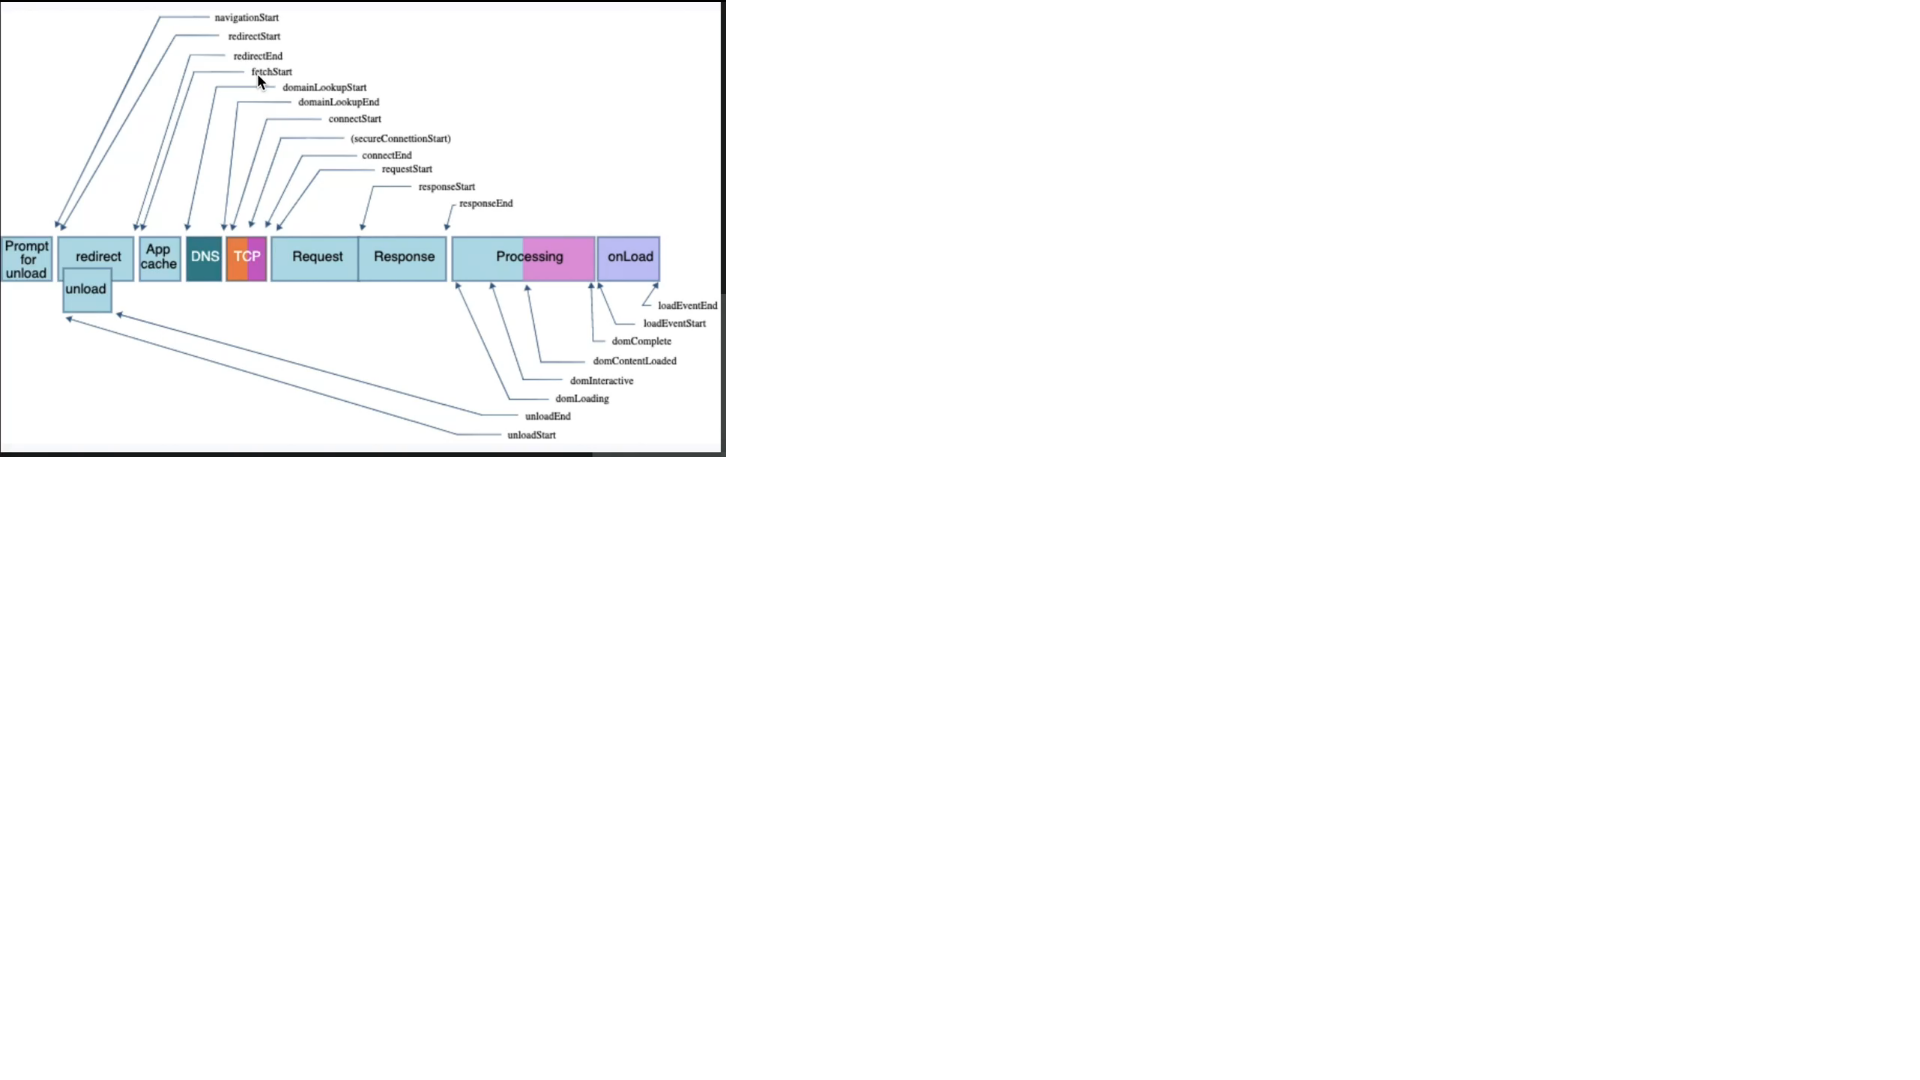 navigationStart
redirectStart
redirectEnd
fetchStart
domainLookupStart
domainLookupEnd
connectStart
(secureConnettionStart)
connectEnd
requestStart
responseStart
responseEnd
Prompt
for
unload
redirect
unload
App
cache
DNS
TCP
Request
Response
Processing
onLoad
loadEventEnd
loadEventStart
domComplete
domContentLoaded
domInteractive
domLoading
unloadEnd
unloadStart